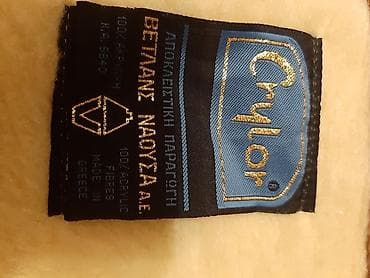 Crylor ®
ΑΠΟΚΛΕΙΣΤΙΚΗ ΠΑΡΑΓΩΓΗ
ΒΕΤΛΑΝΣ ΝΑΟΥΣΑ Α.Ε.
100% ACRYLIC
FIBRES
MADE IN
GREECE